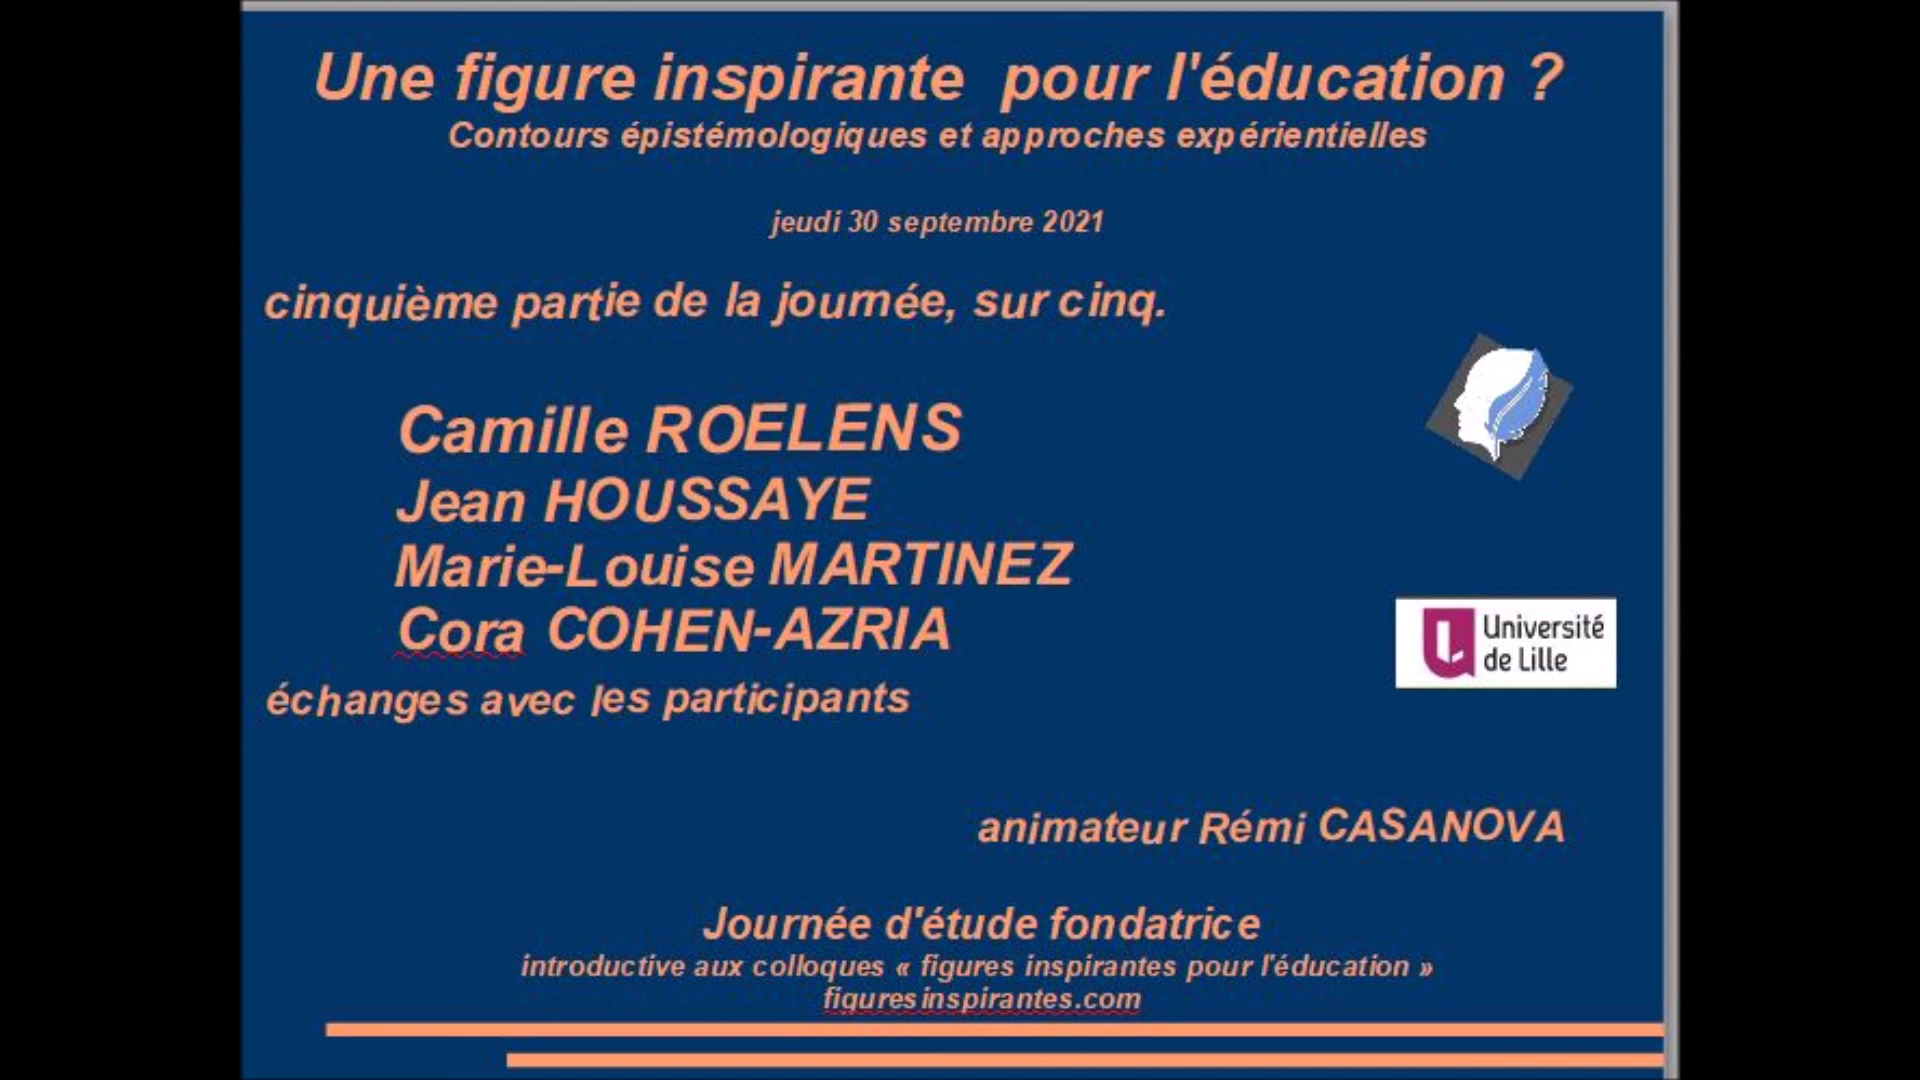 Une figure inspirante pour l'éducation ?
Contours épistémologiques et approches expérientielles
jeudi 30 septembre 2021
cinquième partie de la journée, sur cinq.
Camille ROELENS
Jean HOUSSAYE
Marie-Louise MARTINEZ
Cora COHEN-AZRIA
échanges avec les participants
Université
de Lille
animateur Rémi CASANOVA
Journée d'étude fondatrice
introductive aux colloques « figures inspirantes pour l'éducation »
figuresinspirantes.com